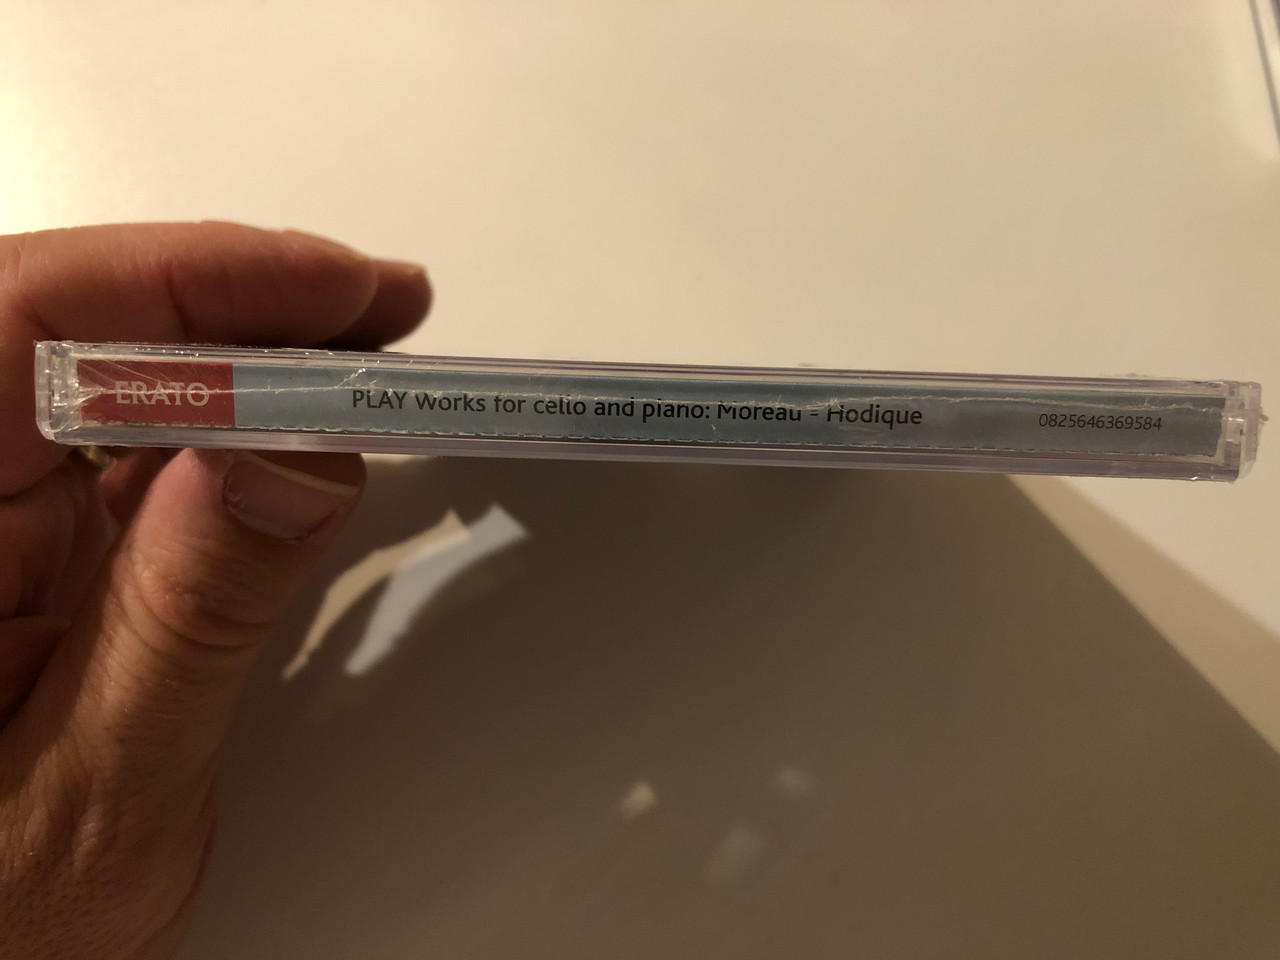 ERATO
PLAY Works for cello and piano: Moreau - Hodique
0825646369584